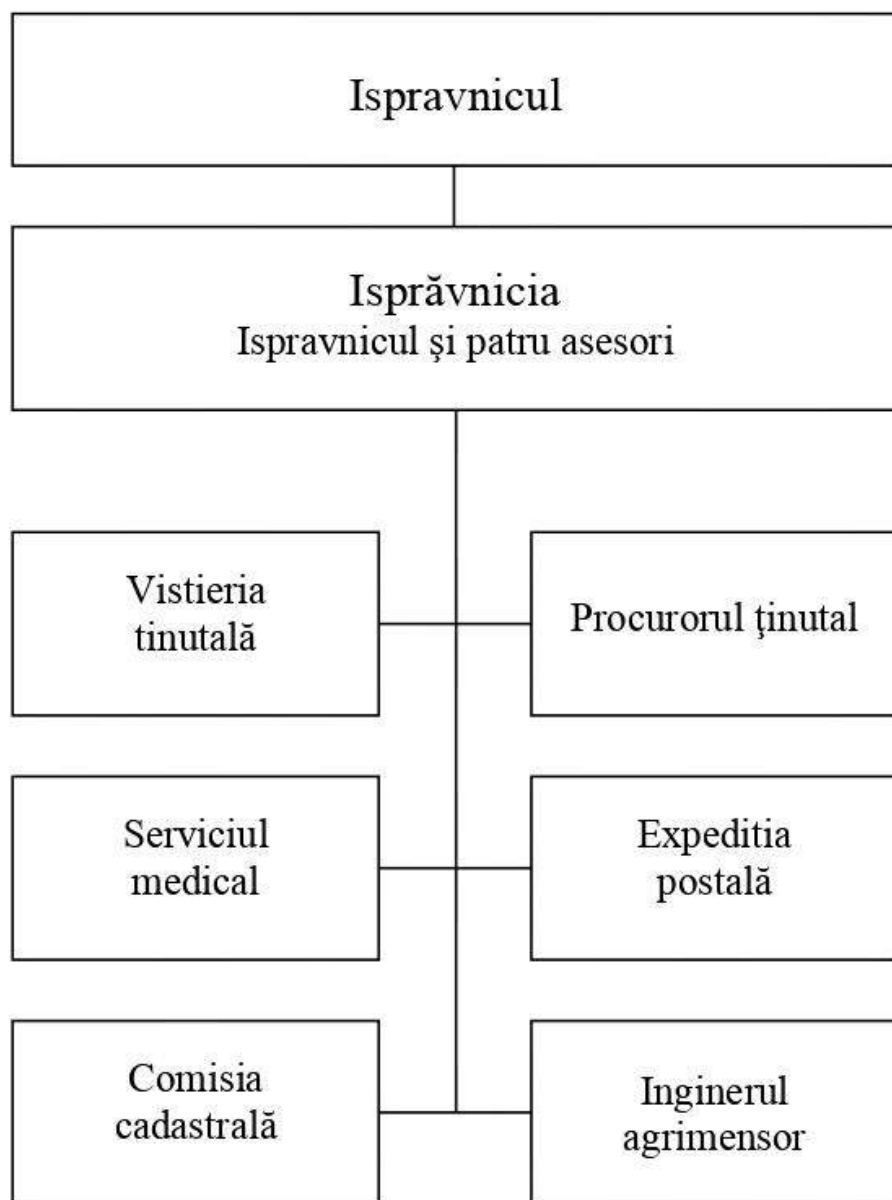 Ispravnicul
Isprăvnicia
Ispravnicul şi patru asesori
Vistieria
tinutală
Procurorul ţinutal
Serviciul
medical
Expeditia
postală
Comisia
cadastrală
Inginerul
agrimensor